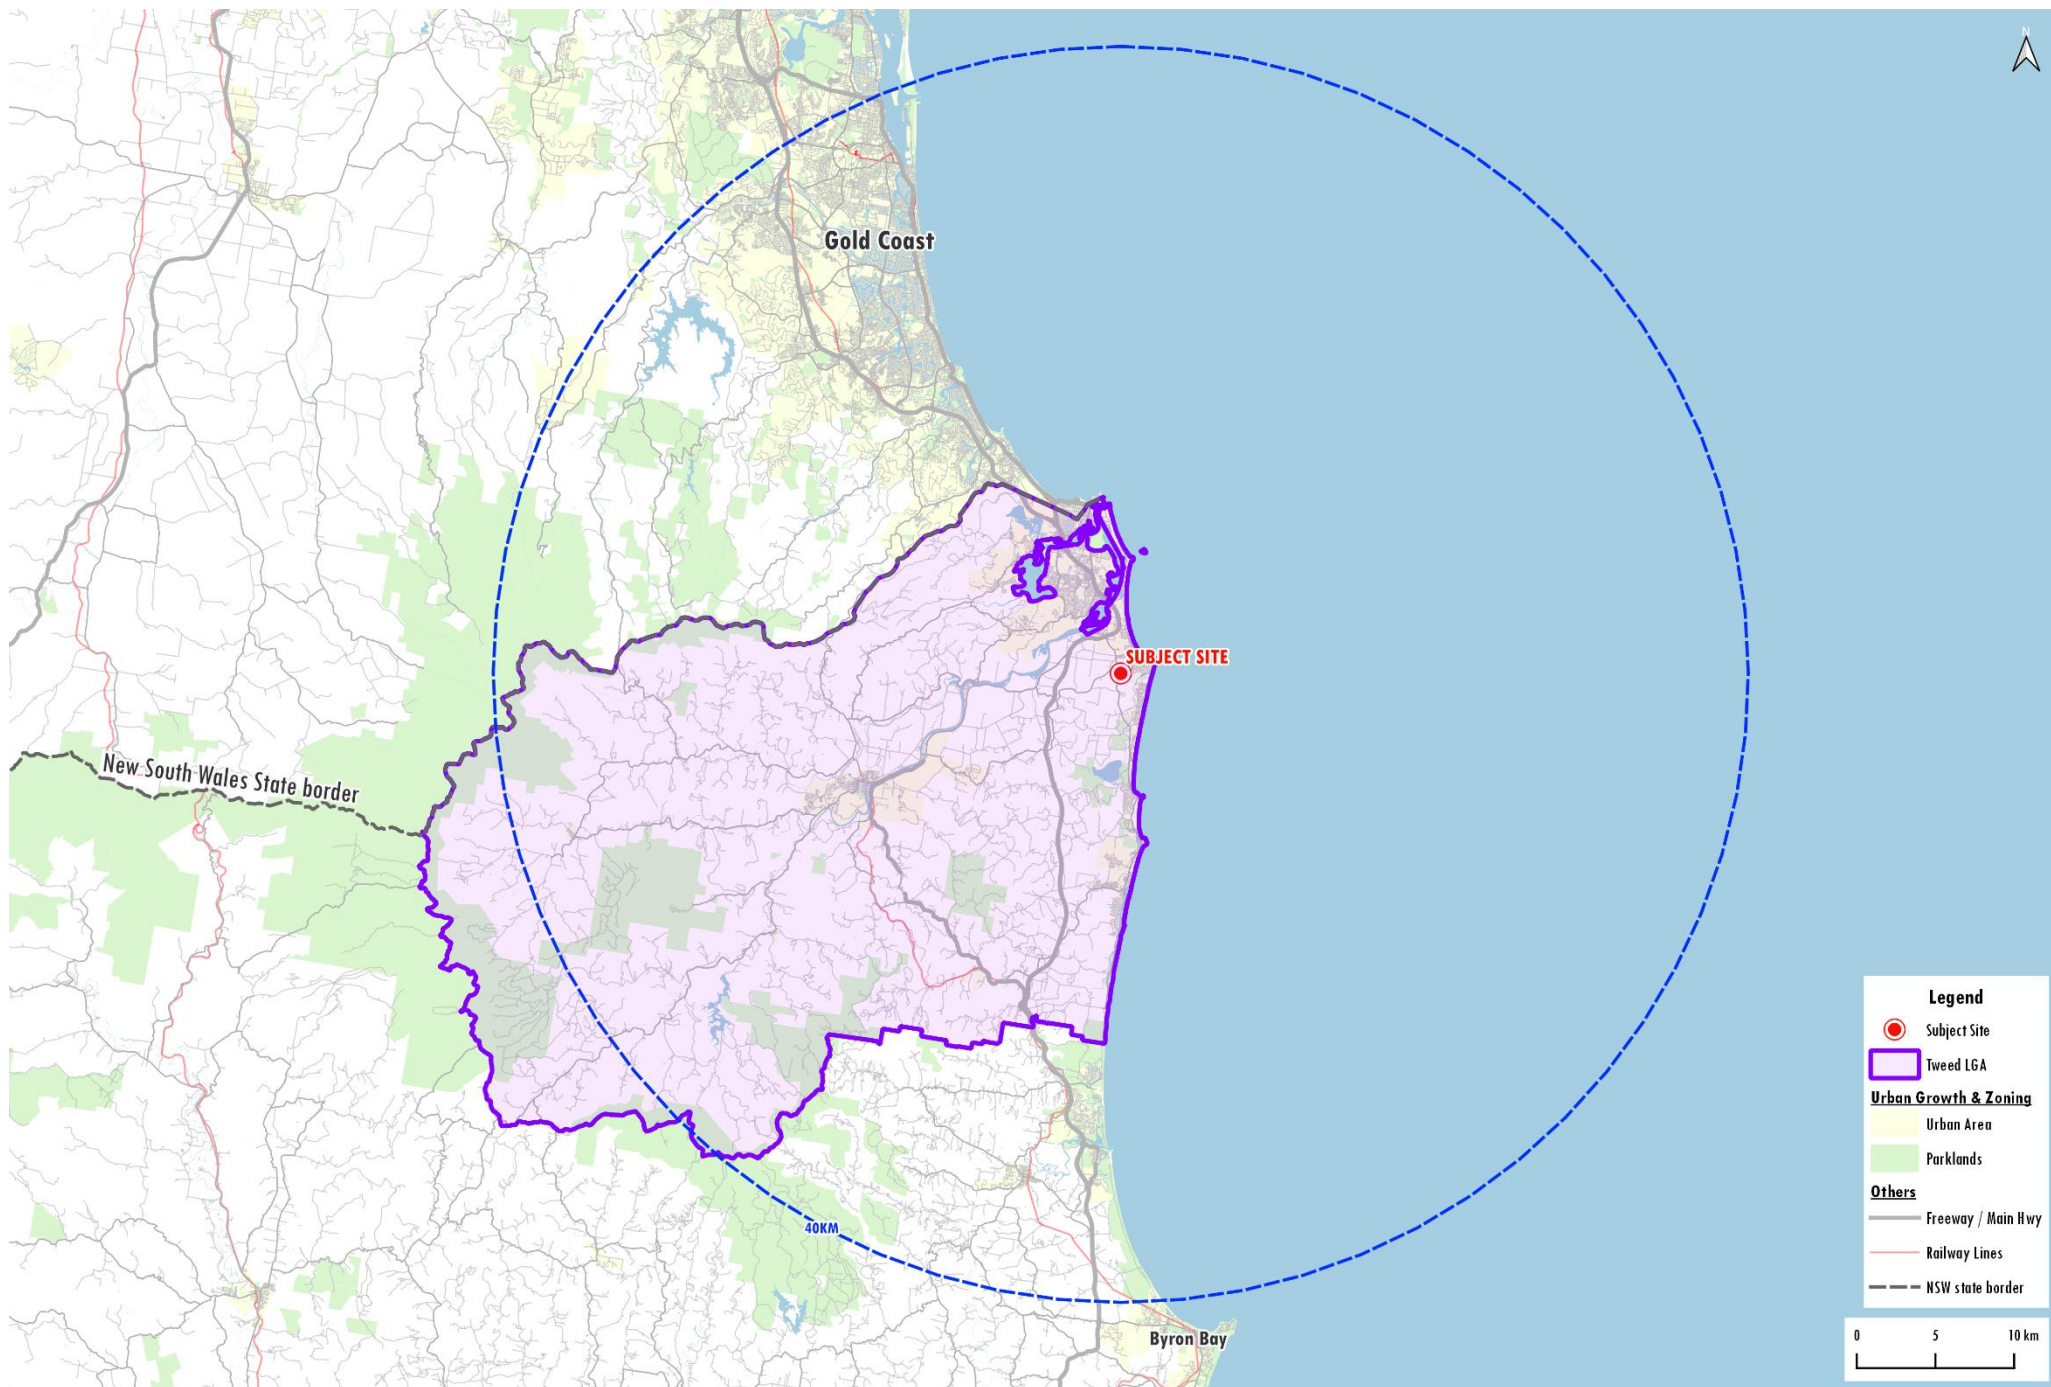 N
Gold Coast
SUBJECT SITE
New South Wales State border
40KM
Byron Bay
Legend
Subject Site
Tweed LGA
Urban Growth & Zoning
Urban Area
Parklands
Others
Freeway / Main Hwy
Railway Lines
NSW state border
0 5 10 km